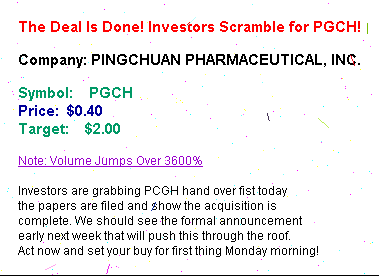 The Deal Is Done! Investors Scramble for PGCH!
Company: PINGCHUAN PHARMACEUTICAL, INC.
Symbol: PGCH
Price: $0.40
Target: $2.00
Note: Volume Jumps Over 3600%
Investors are grabbing PCGH hand over fist today
the papers are filed and show the acquisition is
complete. We should see the formal announcement
early next week that will push this through the roof.
Act now and set your buy for first thing Monday morning!